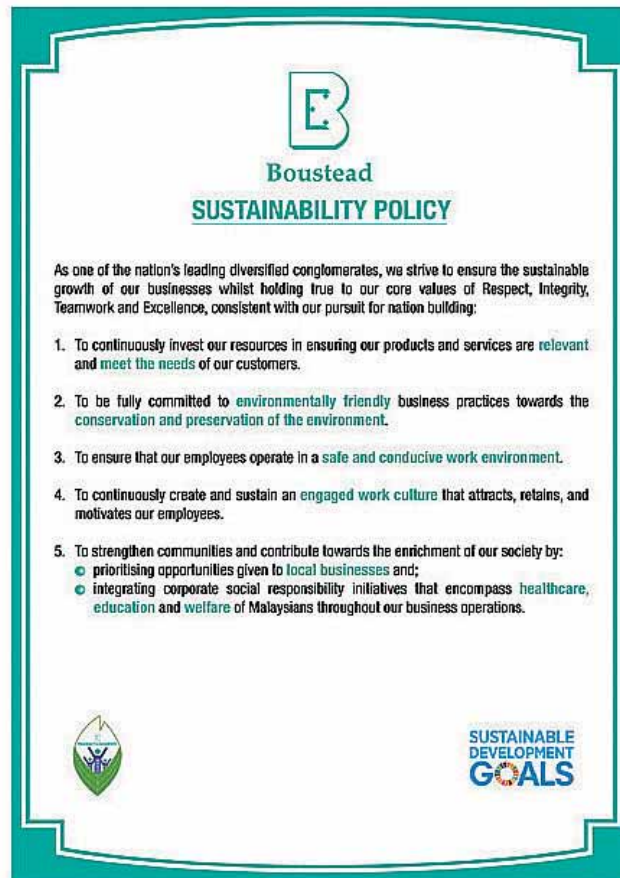 B
Boustead
SUSTAINABILITY POLICY
As one of the nation's leading diversified conglomerates, we strive to ensure the sustainable
growth of our businesses whilst holding true to our core values of Respect, Integrity,
Teamwork and Excellence, consistent with our pursuit for nation building:
1. To continuously invest our resources in ensuring our products and services are relevant
and meet the needs of our customers.
2. To be fully committed to environmentally friendly business practices towards the
conservation and preservation of the environment.
3. To ensure that our employees operate in a safe and conducive work environment.
4. To continuously create and sustain an engaged work culture that attracts, retains, and
motivates our employees.
5. To strengthen communities and contribute towards the enrichment of our society by:
prioritising opportunities given to local businesses and;
integrating corporate social responsibility initiatives that encompass healthcare,
education and welfare of Malaysians throughout our business operations.
SUSTAINABLE
DEVELOPMENT
GOALS